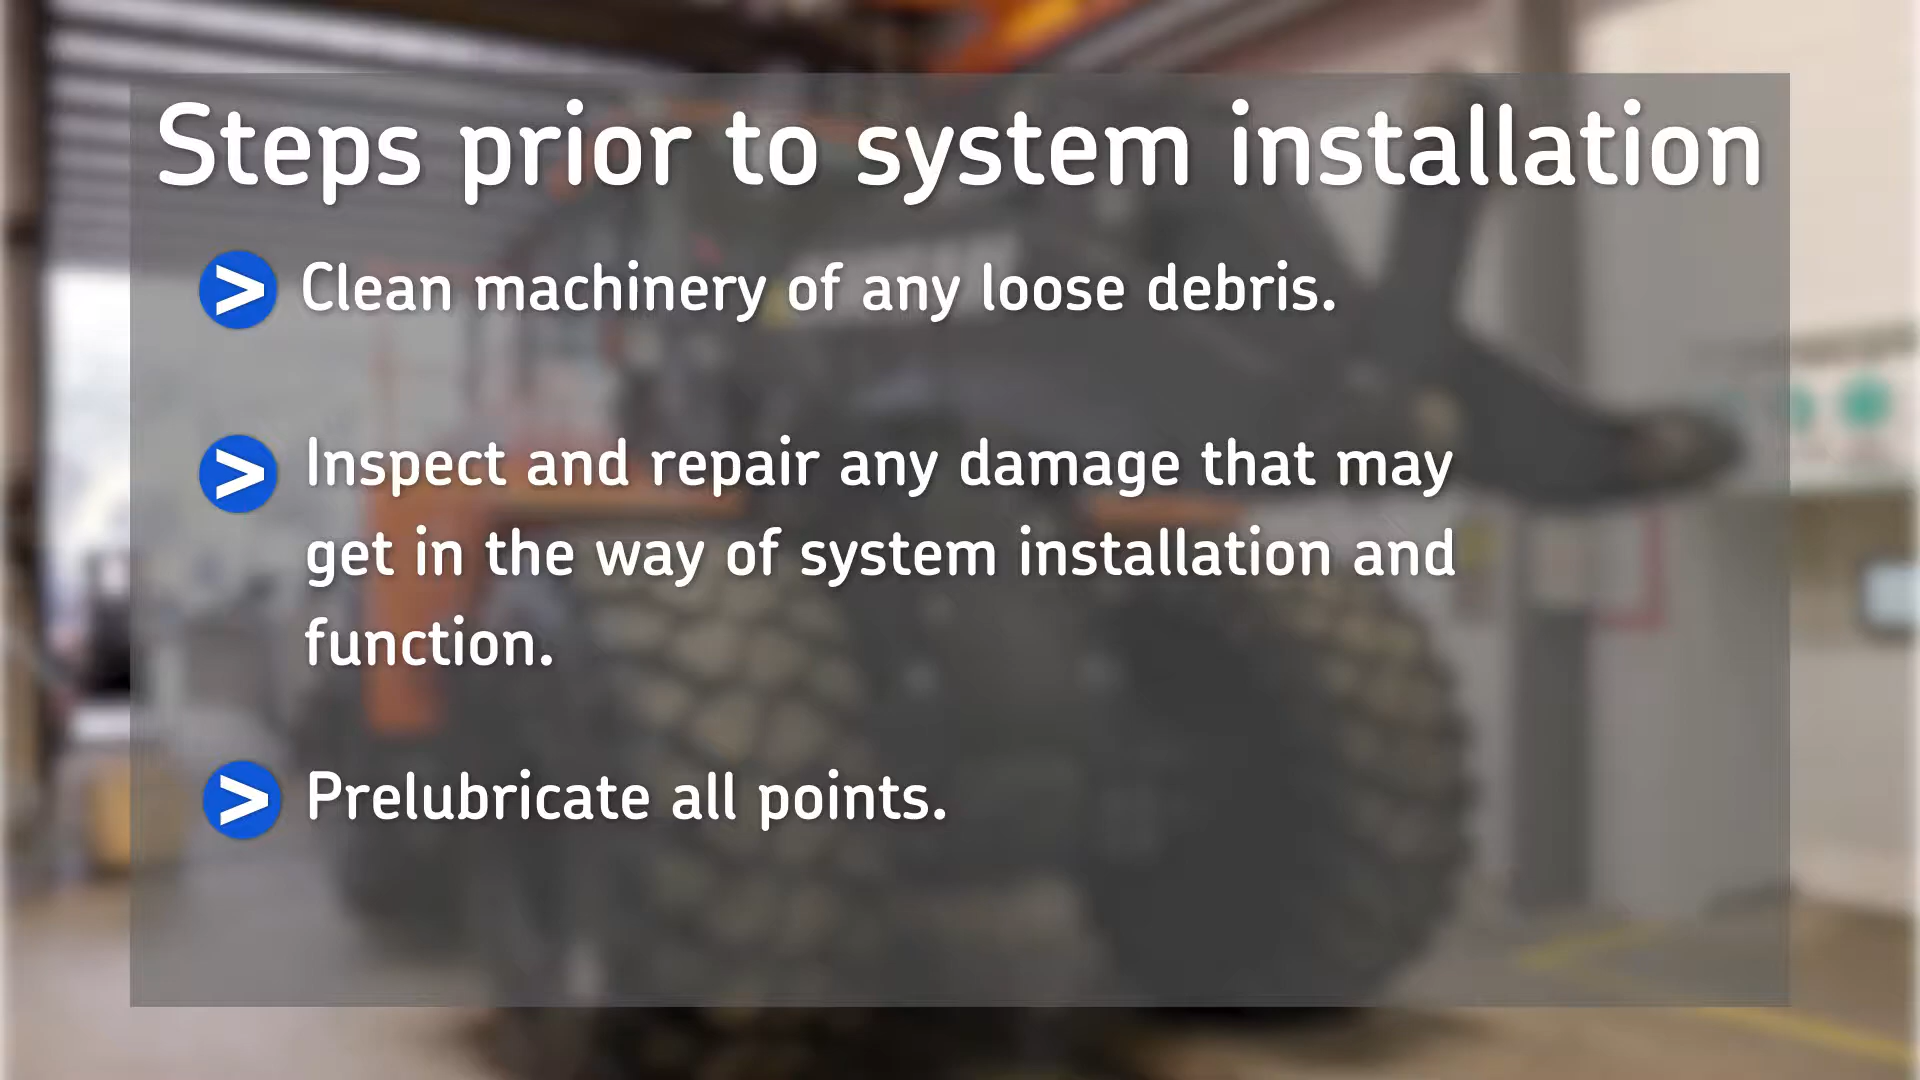 Steps prior to system installation
> Clean machinery of any loose debris.
> Inspect and repair any damage that may
get in the way of system installation and
function.
> Prelubricate all points.